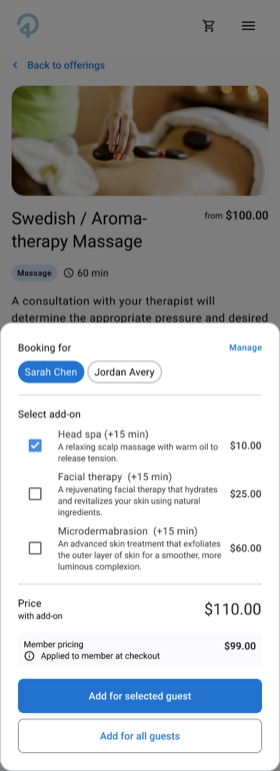 Back to offerings
Swedish / Aroma-
therapy Massage
from $100.00
Massage
60 min
A consultation with your therapist will
determine the appropriate pressure and desired
Booking for
Manage
Sarah Chen
Jordan Avery
Select add-on
Head spa (+15 min)
A relaxing scalp massage with warm oil to
release tension.
$10.00
Facial therapy (+15 min)
A rejuvenating facial therapy that hydrates
and revitalizes your skin using natural
ingredients.
$25.00
Microdermabrasion (+15 min)
An advanced skin treatment that exfoliates
the outer layer of skin for a smoother, more
luminous complexion.
$60.00
Price
with add-on
$110.00
Member pricing
Applied to member at checkout
$99.00
Add for selected guest
Add for all guests